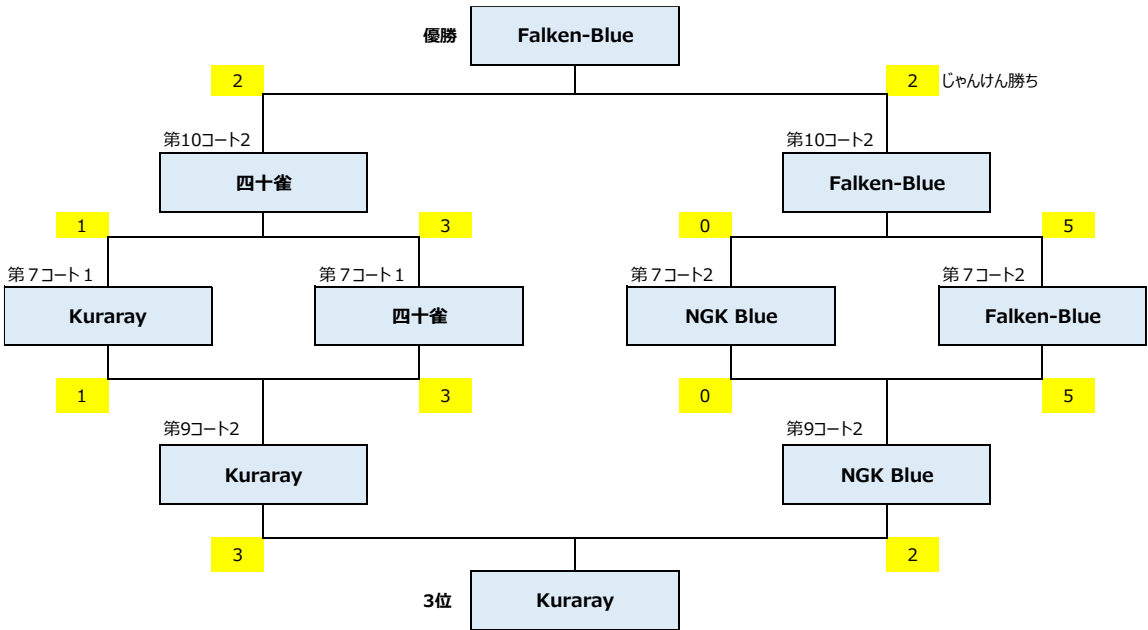 優勝 Falken-Blue
2 2 じゃんけん勝ち
第10コート2 第10コート2
四十雀 Falken-Blue
1 3 0 5
第７コート１ 第７コート１ 第７コート2 第７コート2
Kuraray 四十雀 NGK Blue Falken-Blue
1 3 0 5
第9コート2 第9コート2
Kuraray NGK Blue
3 2
3位 Kuraray